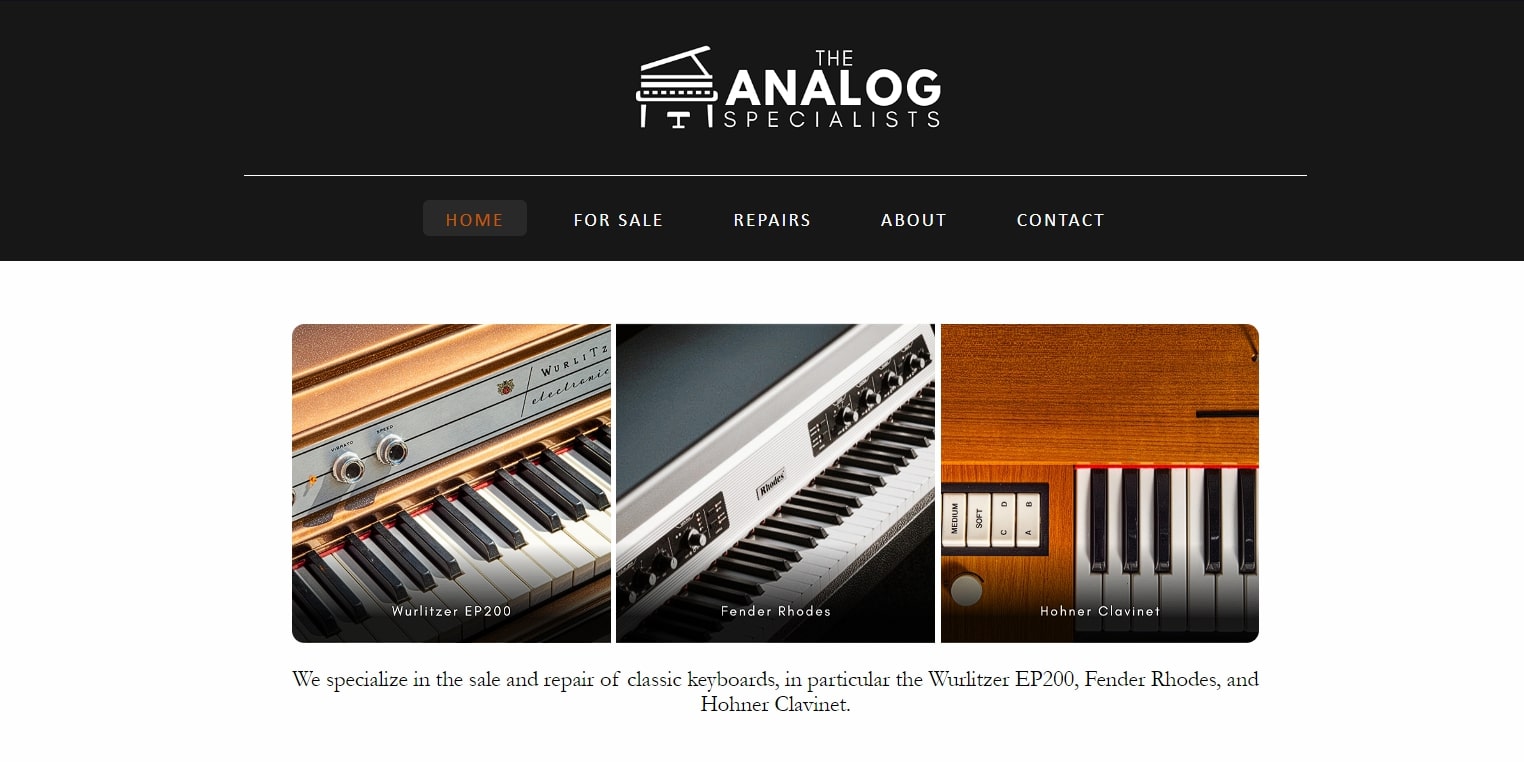 THE
ANALOG
SPECIALISTS
HOME FOR SALE REPAIRS ABOUT CONTACT
WURLITZ
electronic
VIBRATO
SPEED
Rhodes
MEDIUM
SOFT
C D
A B
Wurlitzer EP200
Fender Rhodes
Hohner Clavinet
We specialize in the sale and repair of classic keyboards, in particular the Wurlitzer EP200, Fender Rhodes, and
Hohner Clavinet.